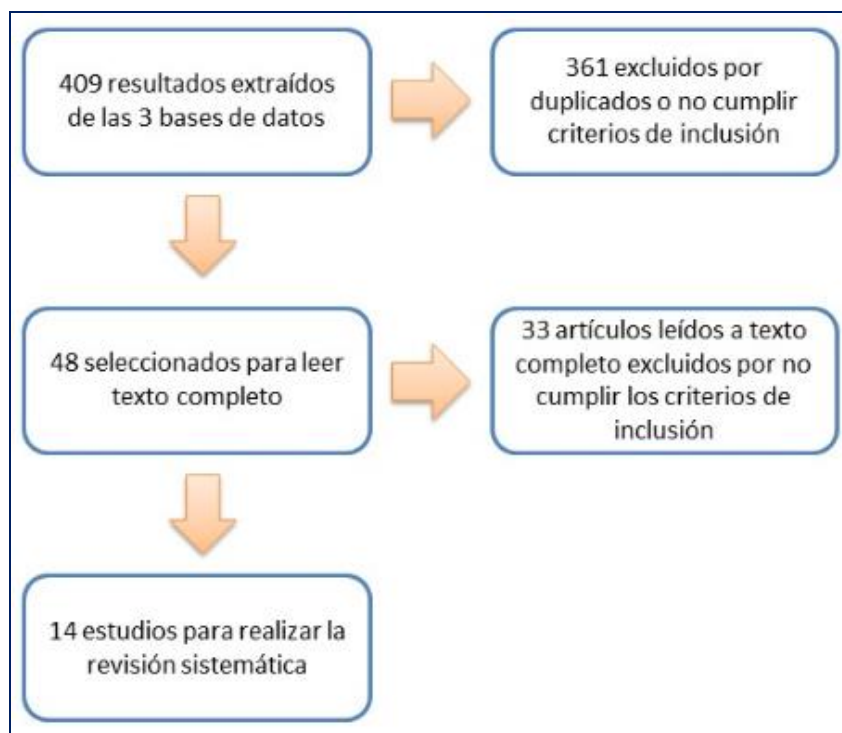 409 resultados extraídos
de las 3 bases de datos
361 excluidos por
duplicados o no cumplir
criterios de inclusión
48 seleccionados para leer
texto completo
33 artículos leídos a texto
completo excluidos por no
cumplir los criterios de
inclusión
14 estudios para realizar la
revisión sistemática